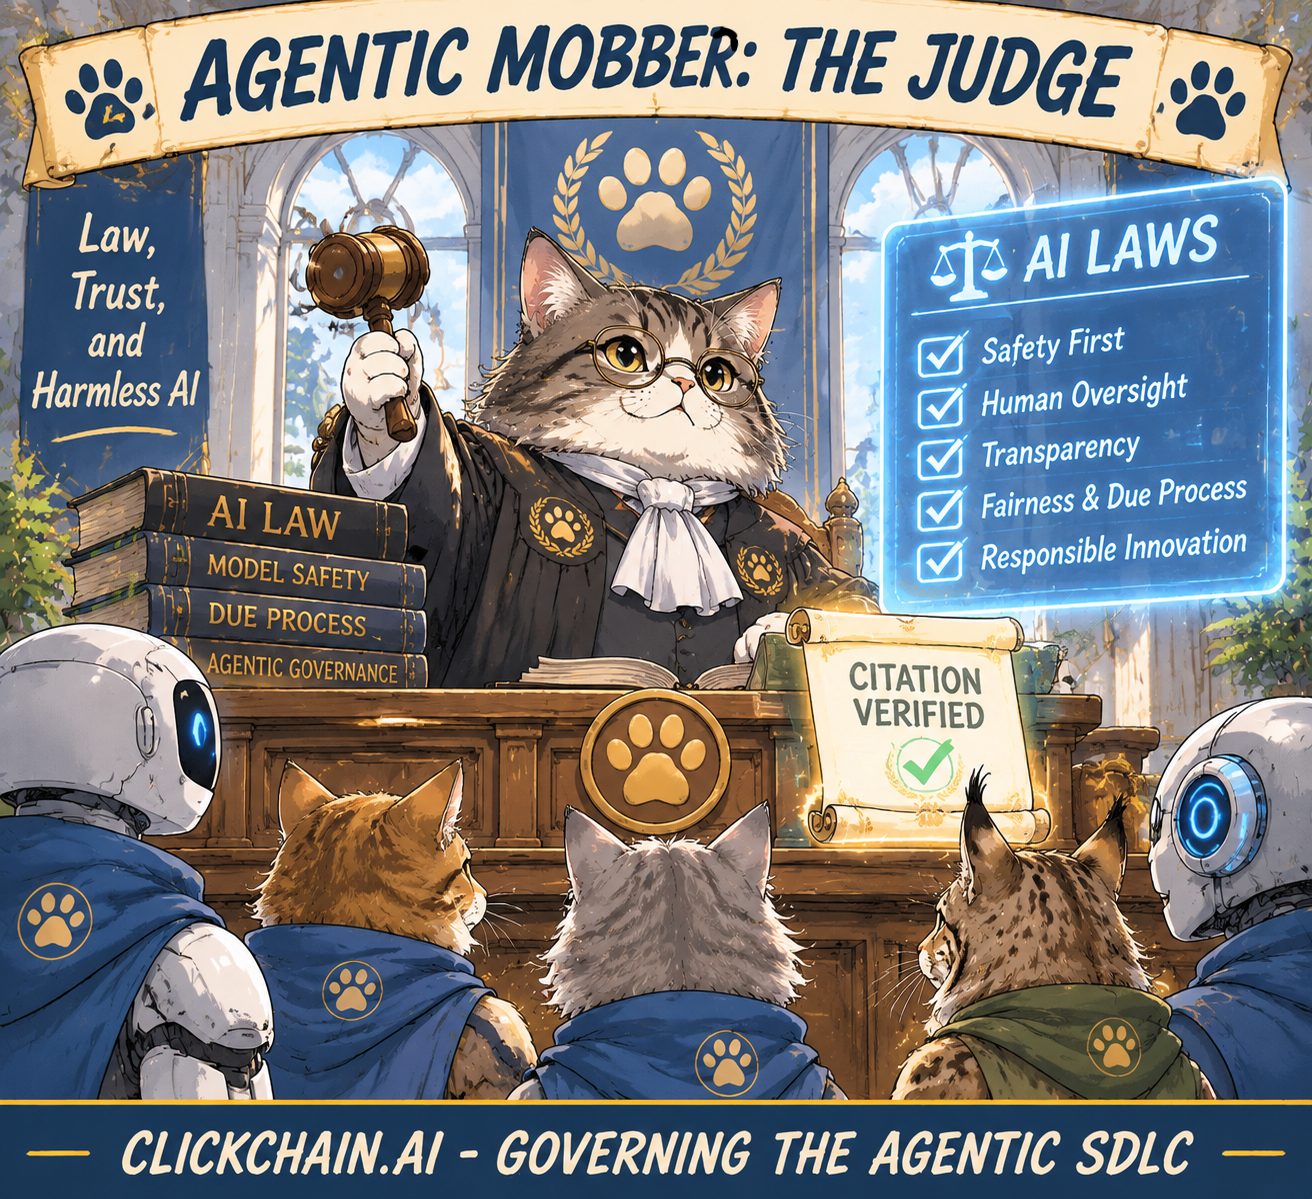 AGENTIC MOBBER: THE JUDGE
Law,
Trust,
and
Harmless AI
AI LAWS
Safety First
Human Oversight
Transparency
Fairness & Due Process
Responsible Innovation
AI LAW
MODEL SAFETY
DUE PROCESS
AGENTIC GOVERNANCE
CITATION
VERIFIED
CLICKCHAIN.AI - GOVERNING THE AGENTIC SDLC